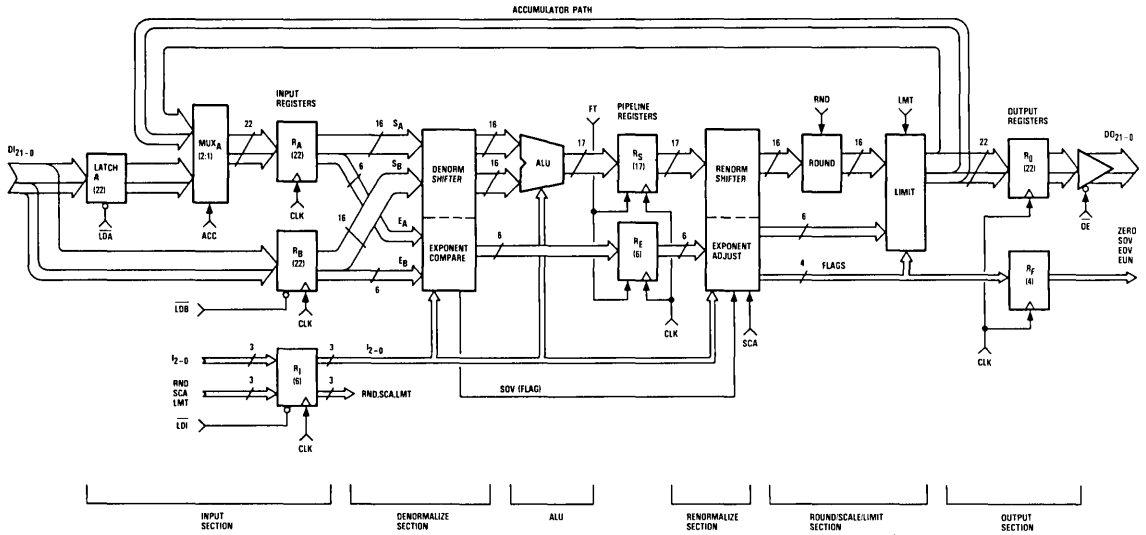 ACCUMULATOR PATH
INPUT
REGISTERS
FT
PIPELINE
REGISTERS
RND
LMT
OUTPUT
REGISTERS
DI21-0
LATCH
A
(22)
LDA
MUXA
(2:1)
ACC
22
RA
(22)
CLK
16
SA
SB
6
16
EA
EB
6
RB
(22)
CLK
LDB
DENORM
SHIFTER
EXPONENT
COMPARE
16
16
ALU
17
RS
(17)
17
6
RE
(6)
6
CLK
RENORM
SHIFTER
EXPONENT
ADJUST
SCA
16
ROUND
16
LIMIT
6
4
FLAGS
22
RO
(22)
DO21-0
OE
RF
(4)
CLK
ZERO
SOV
EOV
EUN
I2-0
3
RND
SCA
LMT
3
RI
(6)
3
I2-0
3
RND,SCA,LMT
LDI
CLK
SOV (FLAG)
INPUT
SECTION
DENORMALIZE
SECTION
ALU
RENORMALIZE
SECTION
ROUND/SCALE/LIMIT
SECTION
OUTPUT
SECTION